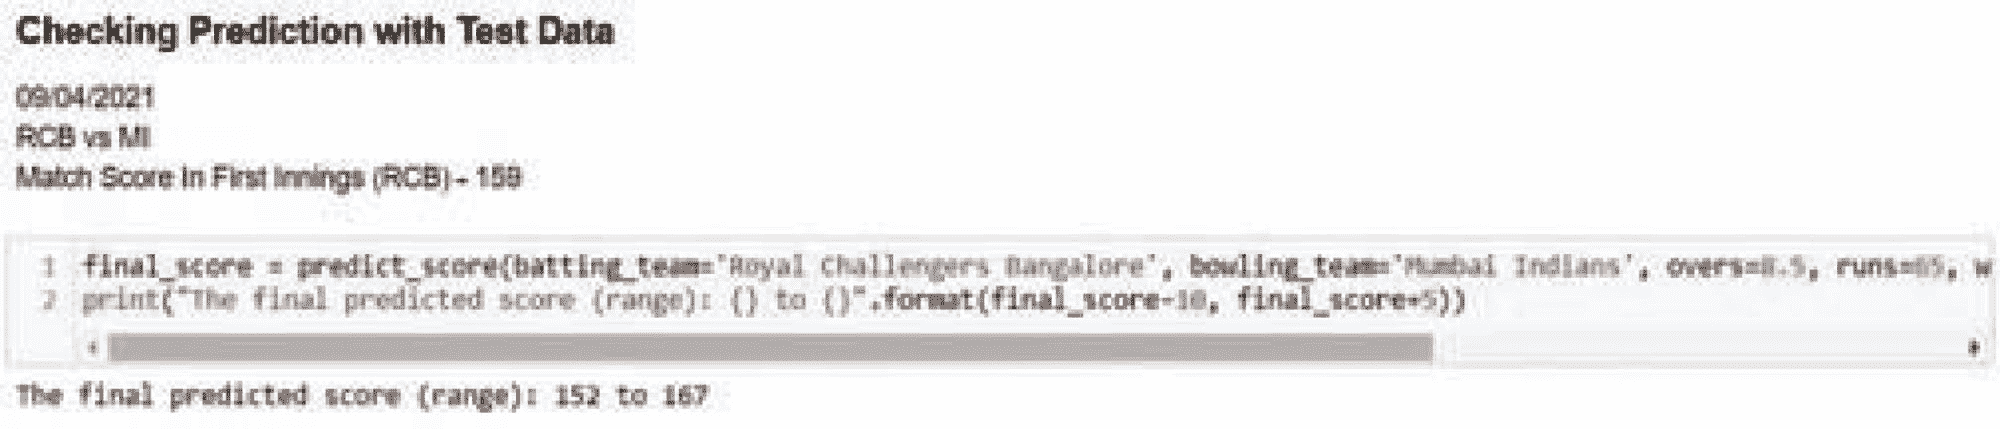 Checking Prediction with Test Data
09/04/2021
RCB vs MI
Match Score In First Innings (RCB) - 159
1 final_score = predict_score(batting_team='Royal Challengers Bangalore', bowling_team='Mumbai Indians', overs=8.5, runs=65, w
2 print("The final predicted score (range): {} to {}".format(final_score-10, final_score+5))
The final predicted score (range): 152 to 167